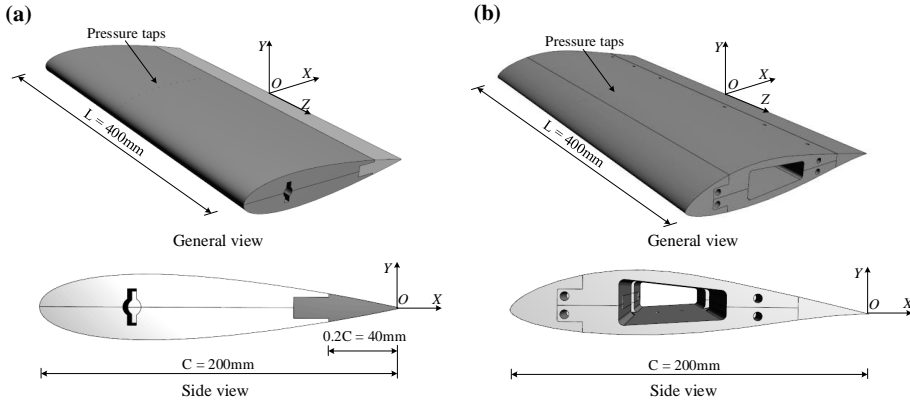 (a)
Pressure taps
Y
O
X
Z
L = 400mm
General view
Y
O
X
0.2C = 40mm
C = 200mm
Side view
(b)
Pressure taps
Y
O
X
Z
L = 400mm
General view
Y
O
X
C = 200mm
Side view